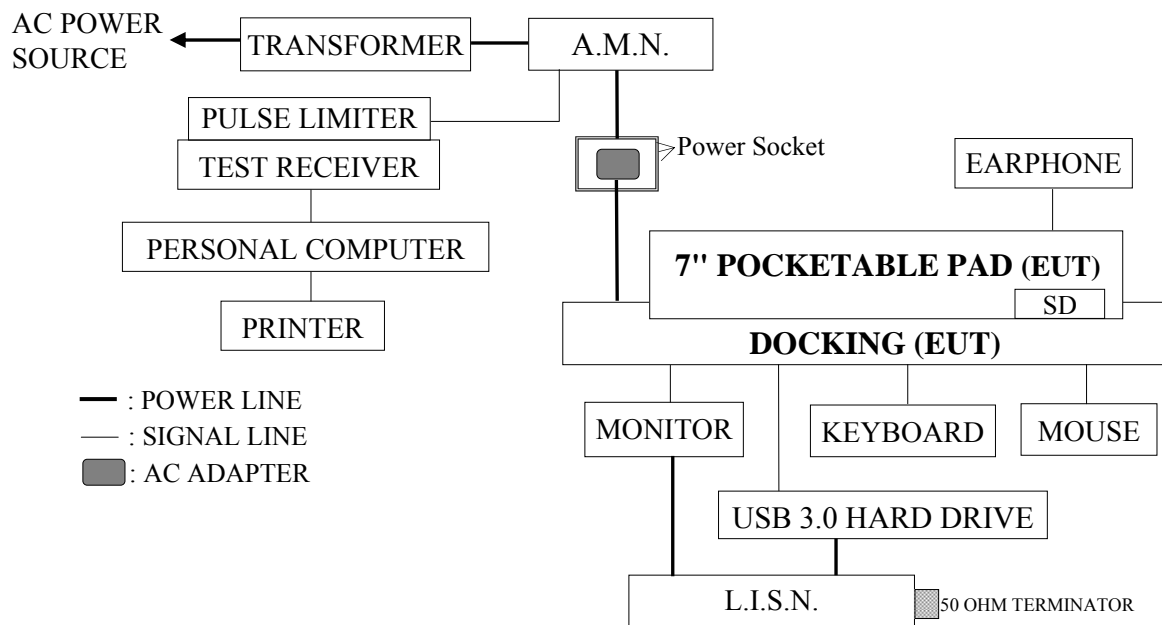 AC POWER
SOURCE
TRANSFORMER
A.M.N.
PULSE LIMITER
TEST RECEIVER
Power Socket
EARPHONE
PERSONAL COMPUTER
7" POCKETABLE PAD (EUT)
SD
PRINTER
DOCKING (EUT)
: POWER LINE
: SIGNAL LINE
: AC ADAPTER
MONITOR
KEYBOARD
MOUSE
USB 3.0 HARD DRIVE
L.I.S.N.
50 OHM TERMINATOR